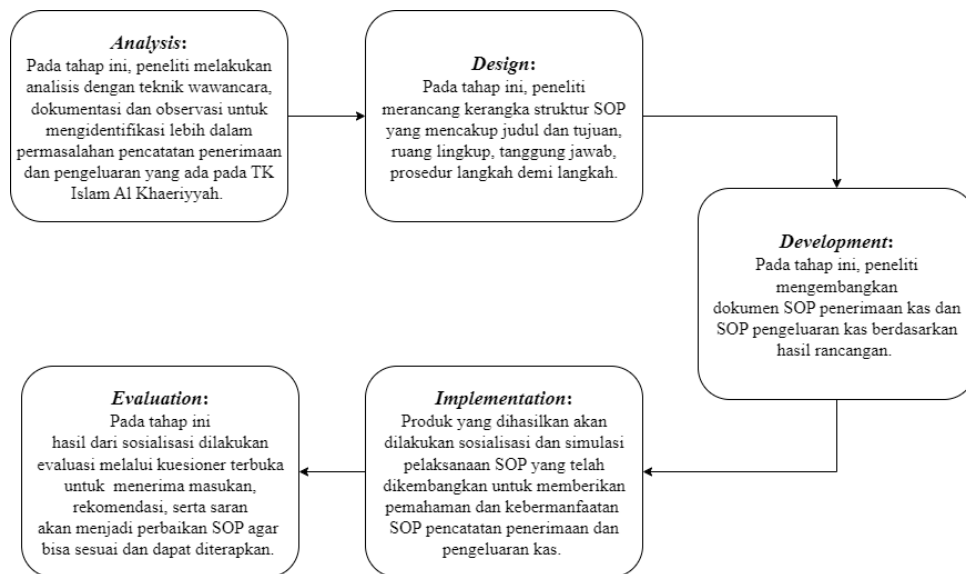 Analysis:
Pada tahap ini, peneliti melakukan
analisis dengan teknik wawancara,
dokumentasi dan observasi untuk
mengidentifikasi lebih dalam
permasalahan pencatatan penerimaan
dan pengeluaran yang ada pada TK
Islam Al Khaeriyyah.
Design:
Pada tahap ini, peneliti
merancang kerangka struktur SOP
yang mencakup judul dan tujuan,
ruang lingkup, tanggung jawab,
prosedur langkah demi langkah.
Development:
Pada tahap ini, peneliti
mengembangkan
dokumen SOP penerimaan kas dan
SOP pengeluaran kas berdasarkan
hasil rancangan.
Implementation:
Produk yang dihasilkan akan
dilakukan sosialisasi dan simulasi
pelaksanaan SOP yang telah
dikembangkan untuk memberikan
pemahaman dan kebermanfaatan
SOP pencatatan penerimaan dan
pengeluaran kas.
Evaluation:
Pada tahap ini
hasil dari sosialisasi dilakukan
evaluasi melalui kuesioner terbuka
untuk menerima masukan,
rekomendasi, serta saran
akan menjadi perbaikan SOP agar
bisa sesuai dan dapat diterapkan.